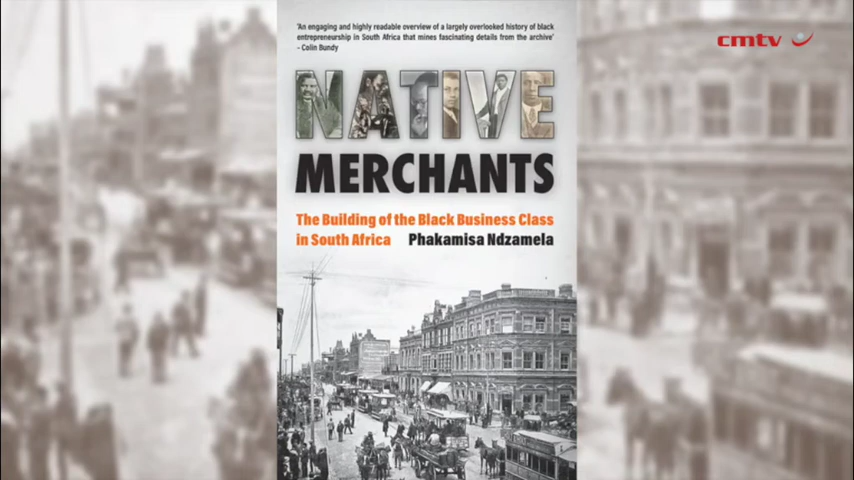 'An engaging and highly readable overview of a largely overlooked history of black
entrepreneurship in South Africa that mines fascinating details from the archive'
- Colin Bundy
cmtv
NATIVE
MERCHANTS
The Building of the Black Business Class
in South Africa Phakamisa Ndzamela